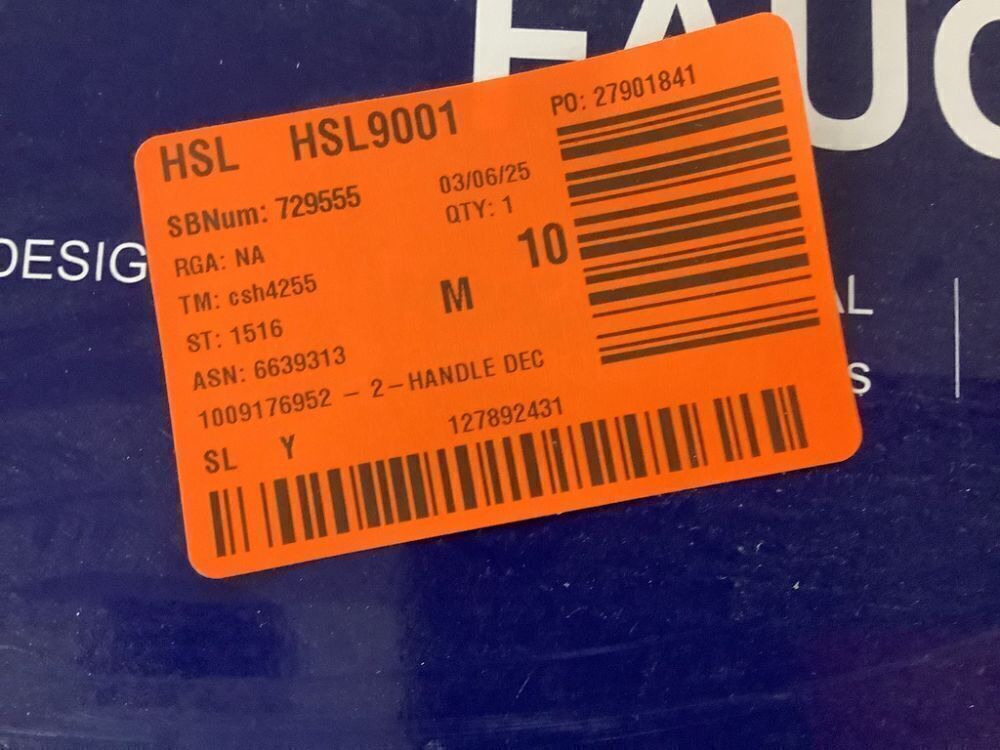 FAUC
HSL HSL9001 PO: 27901841
SBNum: 729555 03/06/25
RGA: NA QTY: 1
TM: csh4255 M 10
ST: 1516
ASN: 6639313
1009176952 - 2-HANDLE DEC
SL Y 127892431
DESIG
AL
S